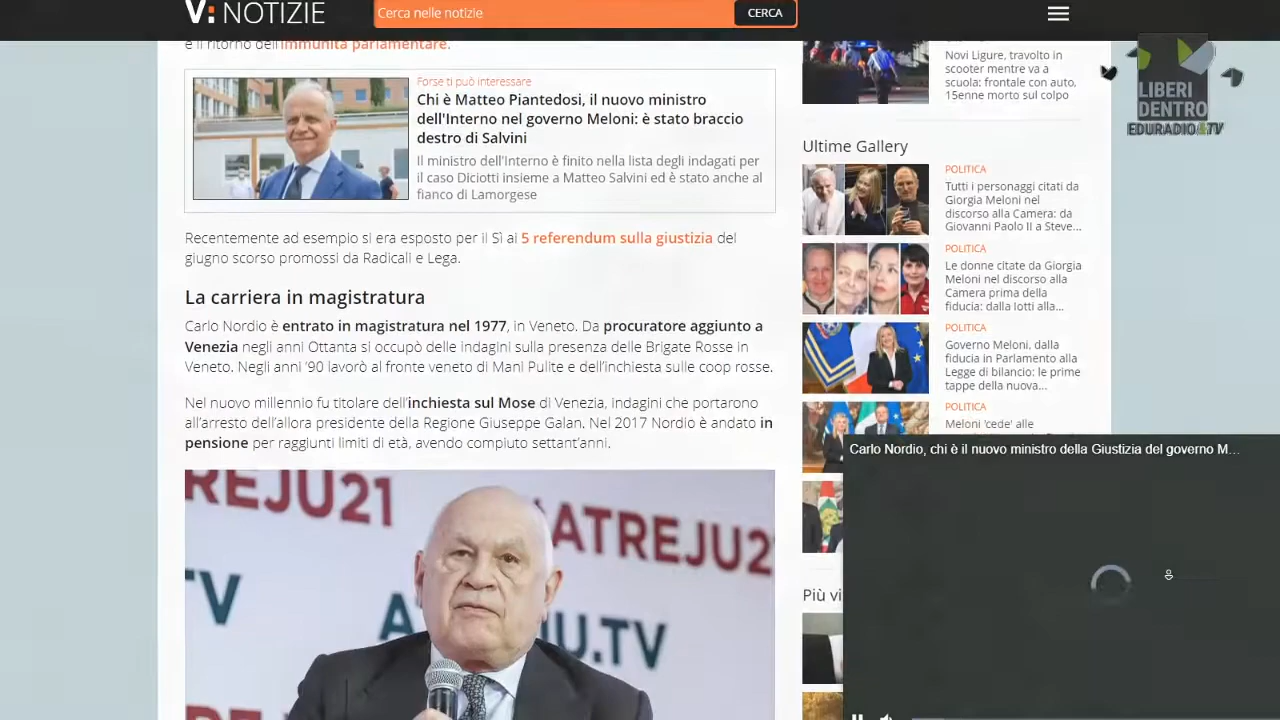 V: NOTIZIE
Cerca nelle notizie
CERCA
e il ritorno dell'immunità parlamentare.
Forse ti può interessare
Chi è Matteo Piantedosi, il nuovo ministro
dell'Interno nel governo Meloni: è stato braccio
destro di Salvini
Il ministro dell'Interno è finito nella lista degli indagati per
il caso Diciotti insieme a Matteo Salvini ed è stato anche al
fianco di Lamorgese
Recentemente ad esempio si era esposto per il Sì ai 5 referendum sulla giustizia del
giugno scorso promossi da Radicali e Lega.
La carriera in magistratura
Carlo Nordio è entrato in magistratura nel 1977, in Veneto. Da procuratore aggiunto a
Venezia negli anni Ottanta si occupò delle indagini sulla presenza delle Brigate Rosse in
Veneto. Negli anni '90 lavorò al fronte veneto di Mani Pulite e dell'inchiesta sulle coop rosse.
Nel nuovo millennio fu titolare dell'inchiesta sul Mose di Venezia, indagini che portarono
all'arresto dell'allora presidente della Regione Giuseppe Galan. Nel 2017 Nordio è andato in
pensione per raggiunti limiti di età, avendo compiuto settant'anni.
REJU21
ATREJU2
.TV
A
U.TV
Novi Ligure, travolto in
scooter mentre va a
scuola: frontale con auto,
15enne morto sul colpo
LIBERI
DENTRO
EDURADIO&TV
Ultime Gallery
POLITICA
Tutti i personaggi citati da
Giorgia Meloni nel
discorso alla Camera: da
Giovanni Paolo II a Steve...
POLITICA
Le donne citate da Giorgia
Meloni nel discorso alla
Camera prima della
fiducia: dalla Iotti alla...
POLITICA
Governo Meloni, dalla
fiducia in Parlamento alla
Legge di bilancio: le prime
tappe della nuova...
POLITICA
Meloni 'cede' alle
Carlo Nordio, chi è il nuovo ministro della Giustizia del governo M...
Più vi